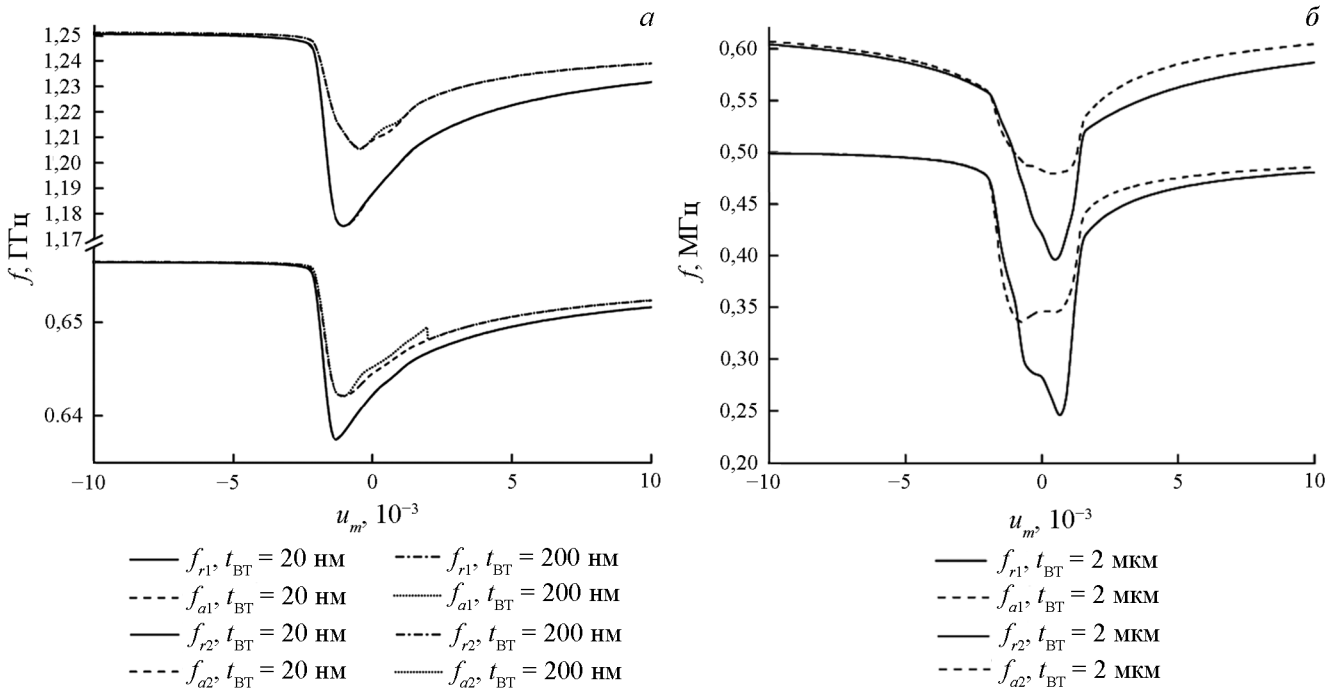 а
1,25
1,24
1,23
1,22
1,21
1,20
1,19
1,18
1,17
0,65
0.64
f, ГГц
−10
−5
0
5
10
u_m, 10⁻³
f_r1, t_ВТ = 20 нм
f_a1, t_ВТ = 20 нм
f_r2, t_ВТ = 20 нм
f_a2, t_ВТ = 20 нм
f_r1, t_ВТ = 200 нм
f_a1, t_ВТ = 200 нм
f_r2, t_ВТ = 200 нм
f_a2, t_ВТ = 200 нм
б
0,60
0,55
0,50
0,45
0,40
0,35
0,30
0,25
0,20
f, МГц
−10
−5
0
5
10
u_m, 10⁻³
f_r1, t_ВТ = 2 мкм
f_a1, t_ВТ = 2 мкм
f_r2, t_ВТ = 2 мкм
f_a2, t_ВТ = 2 мкм